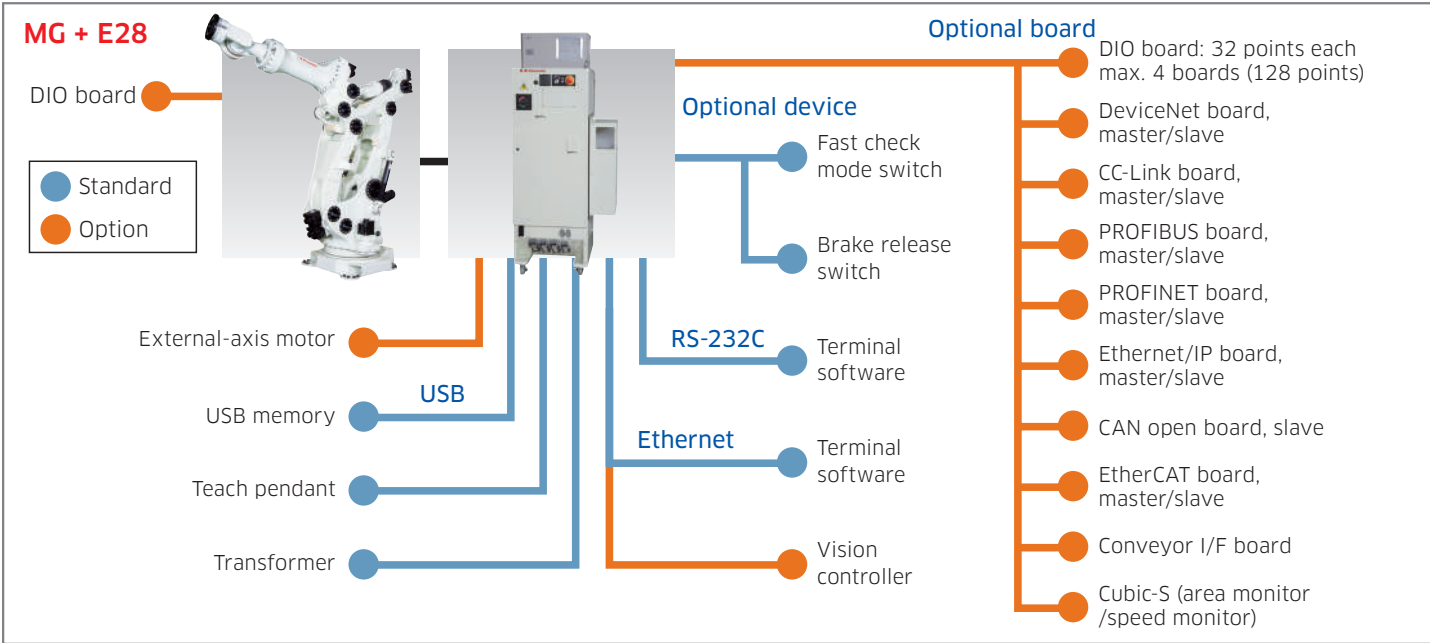 MG + E28
DIO board
Standard
Option
External-axis motor
USB
USB memory
Teach pendant
Transformer
Optional device
Fast check
mode switch
Brake release
switch
RS-232C
Terminal
software
Ethernet
Terminal
software
Vision
controller
Optional board
DIO board: 32 points each
max. 4 boards (128 points)
DeviceNet board,
master/slave
CC-Link board,
master/slave
PROFIBUS board,
master/slave
PROFINET board,
master/slave
Ethernet/IP board,
master/slave
CAN open board, slave
EtherCAT board,
master/slave
Conveyor I/F board
Cubic-S (area monitor
/speed monitor)